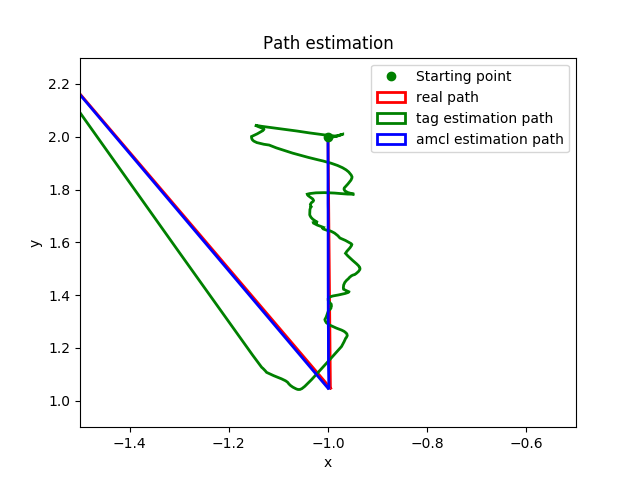 Path estimation
Starting point
real path
tag estimation path
amcl estimation path
2.2
2.0
1.8
1.6
1.4
1.2
1.0
y
−1.4
−1.2
−1.0
−0.8
−0.6
x